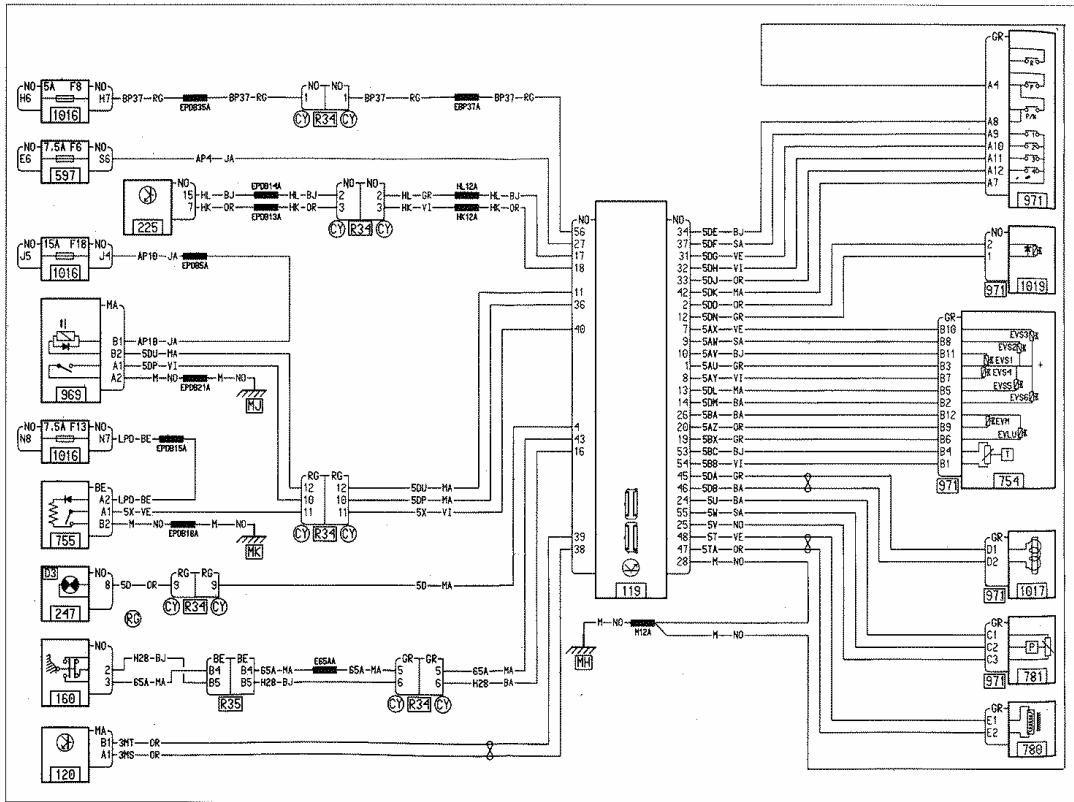 NO 5A F8 NO
H6 H7 BP37-RG EPDB35A BP37-RG
1016
NO NO
1 1 BP37 RG EBP37A BP37-RG
CY R34 CY
NO 7.5A F6 NO
E6 S6 AP4 JA
597
NO
15 HL-BJ EPDB14A HL-BJ
7 HK-OR EPDB13A HK-OR
225
NO NO
2 2 HL GR HL12A HL-BJ
3 3 HK VI HK12A HK-OR
CY R34 CY
NO 15A F18 NO
J5 J4 AP10-JA EPDB5A
1016
MA
B1 AP10-JA
B2 5DU-MA
A1 5DP-VI
A2 M-NO EPDB21A M-NO
969
MJ
NO 7.5A F13 NO
N8 N7 LPD-BE EPDB15A
1016
BE
A2 LPD-BE
A1 5X-VE
B2 M NO EPDB16A M NO
755
MK
RG RG
12 12 5DU-MA
10 10 5DP-MA
11 11 5X VI
CY R34 CY
D3 NO
8 5D OR
247
RG
RG RG
9 9 5D-MA
CY R34 CY
NO
2 H28-BJ
3 65A-MA
160
BE BE
B4 B4 65A-MA E65AA 65A-MA
B5 B5 H28-BJ
R35
GR GR
5 5 65A MA
6 6 H28 BA
CY R34 CY
MA
B1 3MT OR
A1 3MS OR
120
NO
56
27
17
18
11
36
40
4
43
16
39
38
119
NO
34 5DE BJ
37 5DF SA
31 5DG VE
32 5DH VI
33 5DJ OR
42 5DK MA
2 5DO OR
12 5DN GR
7 5AX VE
9 5AW SA
10 5AV BJ
1 5AU GR
8 5AY VI
13 5DL MA
14 5DM BA
26 5BA BA
20 5AZ OR
19 5BX GR
53 5BC BJ
54 5BB VI
45 5DA GR
46 5DB BA
24 5U BA
55 5W SA
25 5V NO
48 5T VE
47 5TA OR
28 M NO
M NO M12A
M NO
MH
GR
A4
A8
A9
A10
A11
A12
A7
R
P
P/N
971
NO
2
1
971 1019
GR
B10 EVS3
B8 EVS2
B11 EVS1
B3 EVS4
B7
B5 EVS5
B2 EVS6
B12 EVM
B9
B6 EVLU
B4 T
B1
+
971 754
GR
D1
D2
971 1017
GR
C1
C2 P
C3
971 781
GR
E1
E2
780